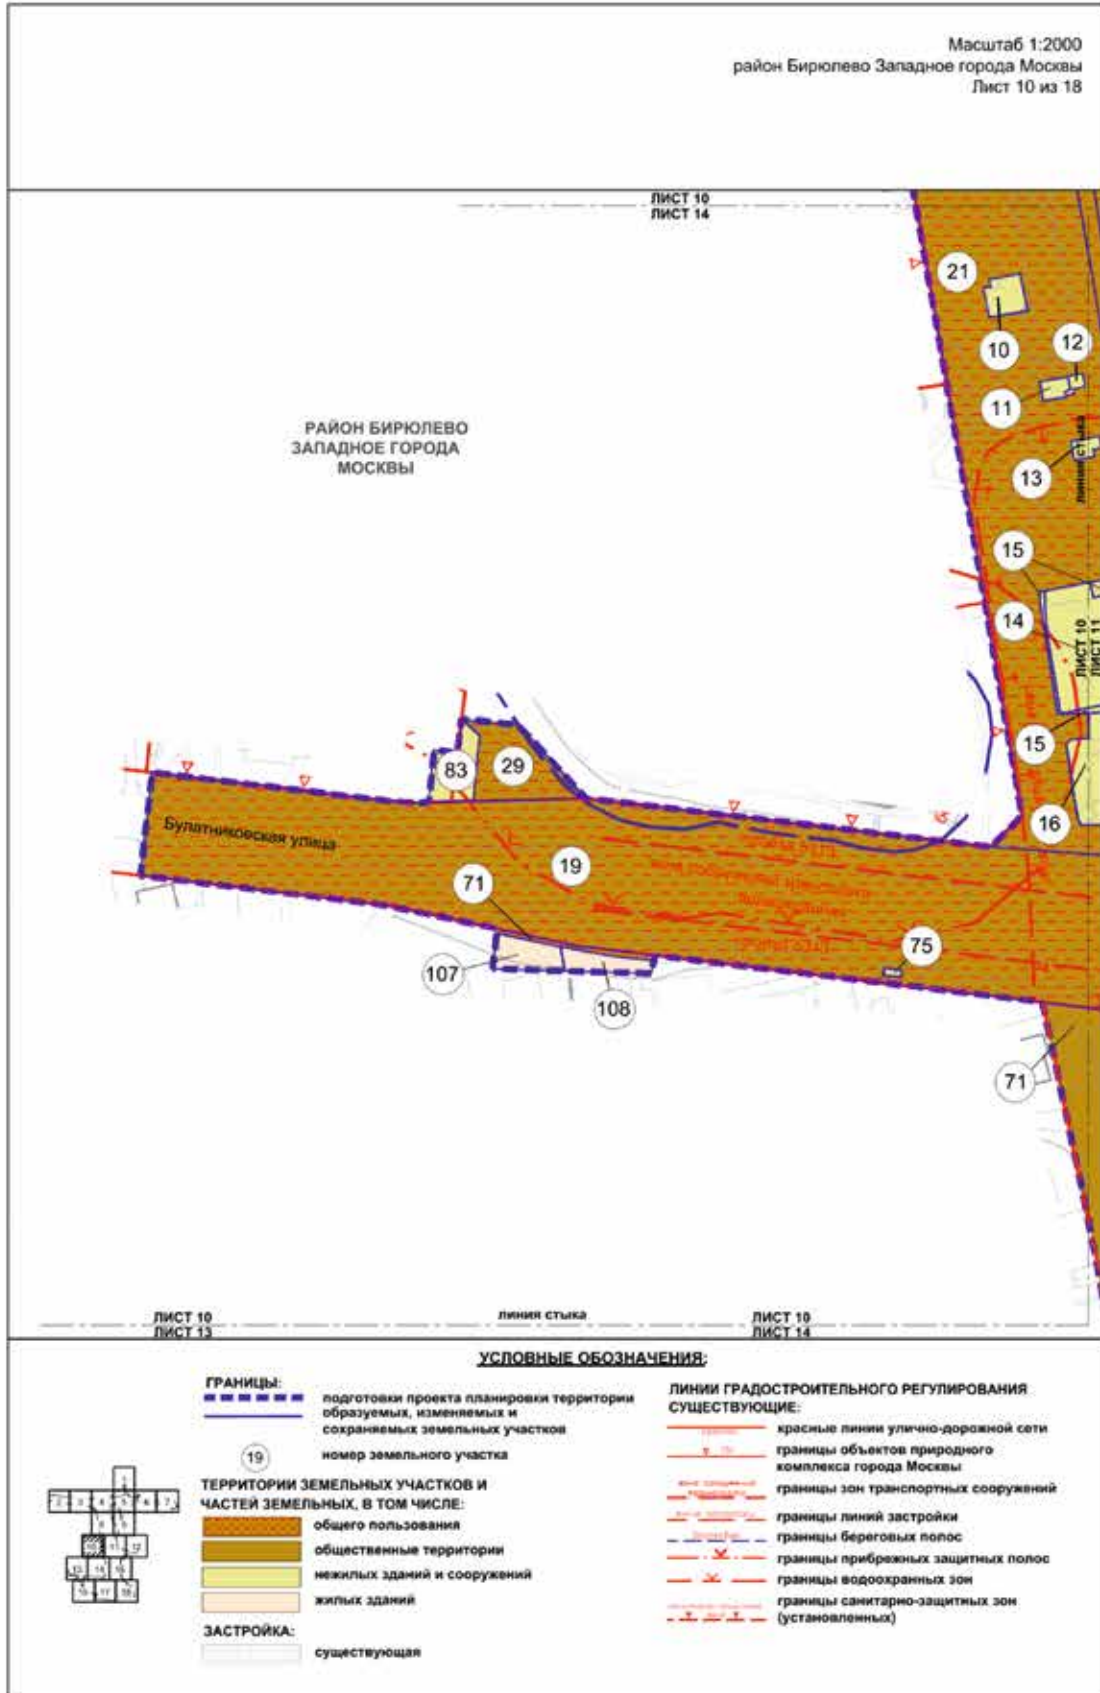 Масштаб 1:2000
район Бирюлево Западное города Москвы
Лист 10 из 18
ЛИСТ 10
ЛИСТ 14
21
10
12
11
РАЙОН БИРЮЛЕВО
ЗАПАДНОЕ ГОРОДА
МОСКВЫ
линия стыка
13
15
14
ЛИСТ 10
ЛИСТ 11
15
83
29
16
Булатниковская улица
19
71
75
107
108
71
ЛИСТ 10
ЛИСТ 13
линия стыка
ЛИСТ 10
ЛИСТ 14
УСЛОВНЫЕ ОБОЗНАЧЕНИЯ:
ГРАНИЦЫ:
подготовки проекта планировки территории
образуемых, изменяемых и
сохраняемых земельных участков
19
номер земельного участка
ТЕРРИТОРИИ ЗЕМЕЛЬНЫХ УЧАСТКОВ И
ЧАСТЕЙ ЗЕМЕЛЬНЫХ, В ТОМ ЧИСЛЕ:
общего пользования
общественные территории
нежилых зданий и сооружений
жилых зданий
ЗАСТРОЙКА:
существующая
ЛИНИИ ГРАДОСТРОИТЕЛЬНОГО РЕГУЛИРОВАНИЯ
СУЩЕСТВУЮЩИЕ:
красные линии улично-дорожной сети
границы объектов природного
комплекса города Москвы
границы зон транспортных сооружений
границы линий застройки
границы береговых полос
границы прибрежных защитных полос
границы водоохранных зон
границы санитарно-защитных зон
(установленных)